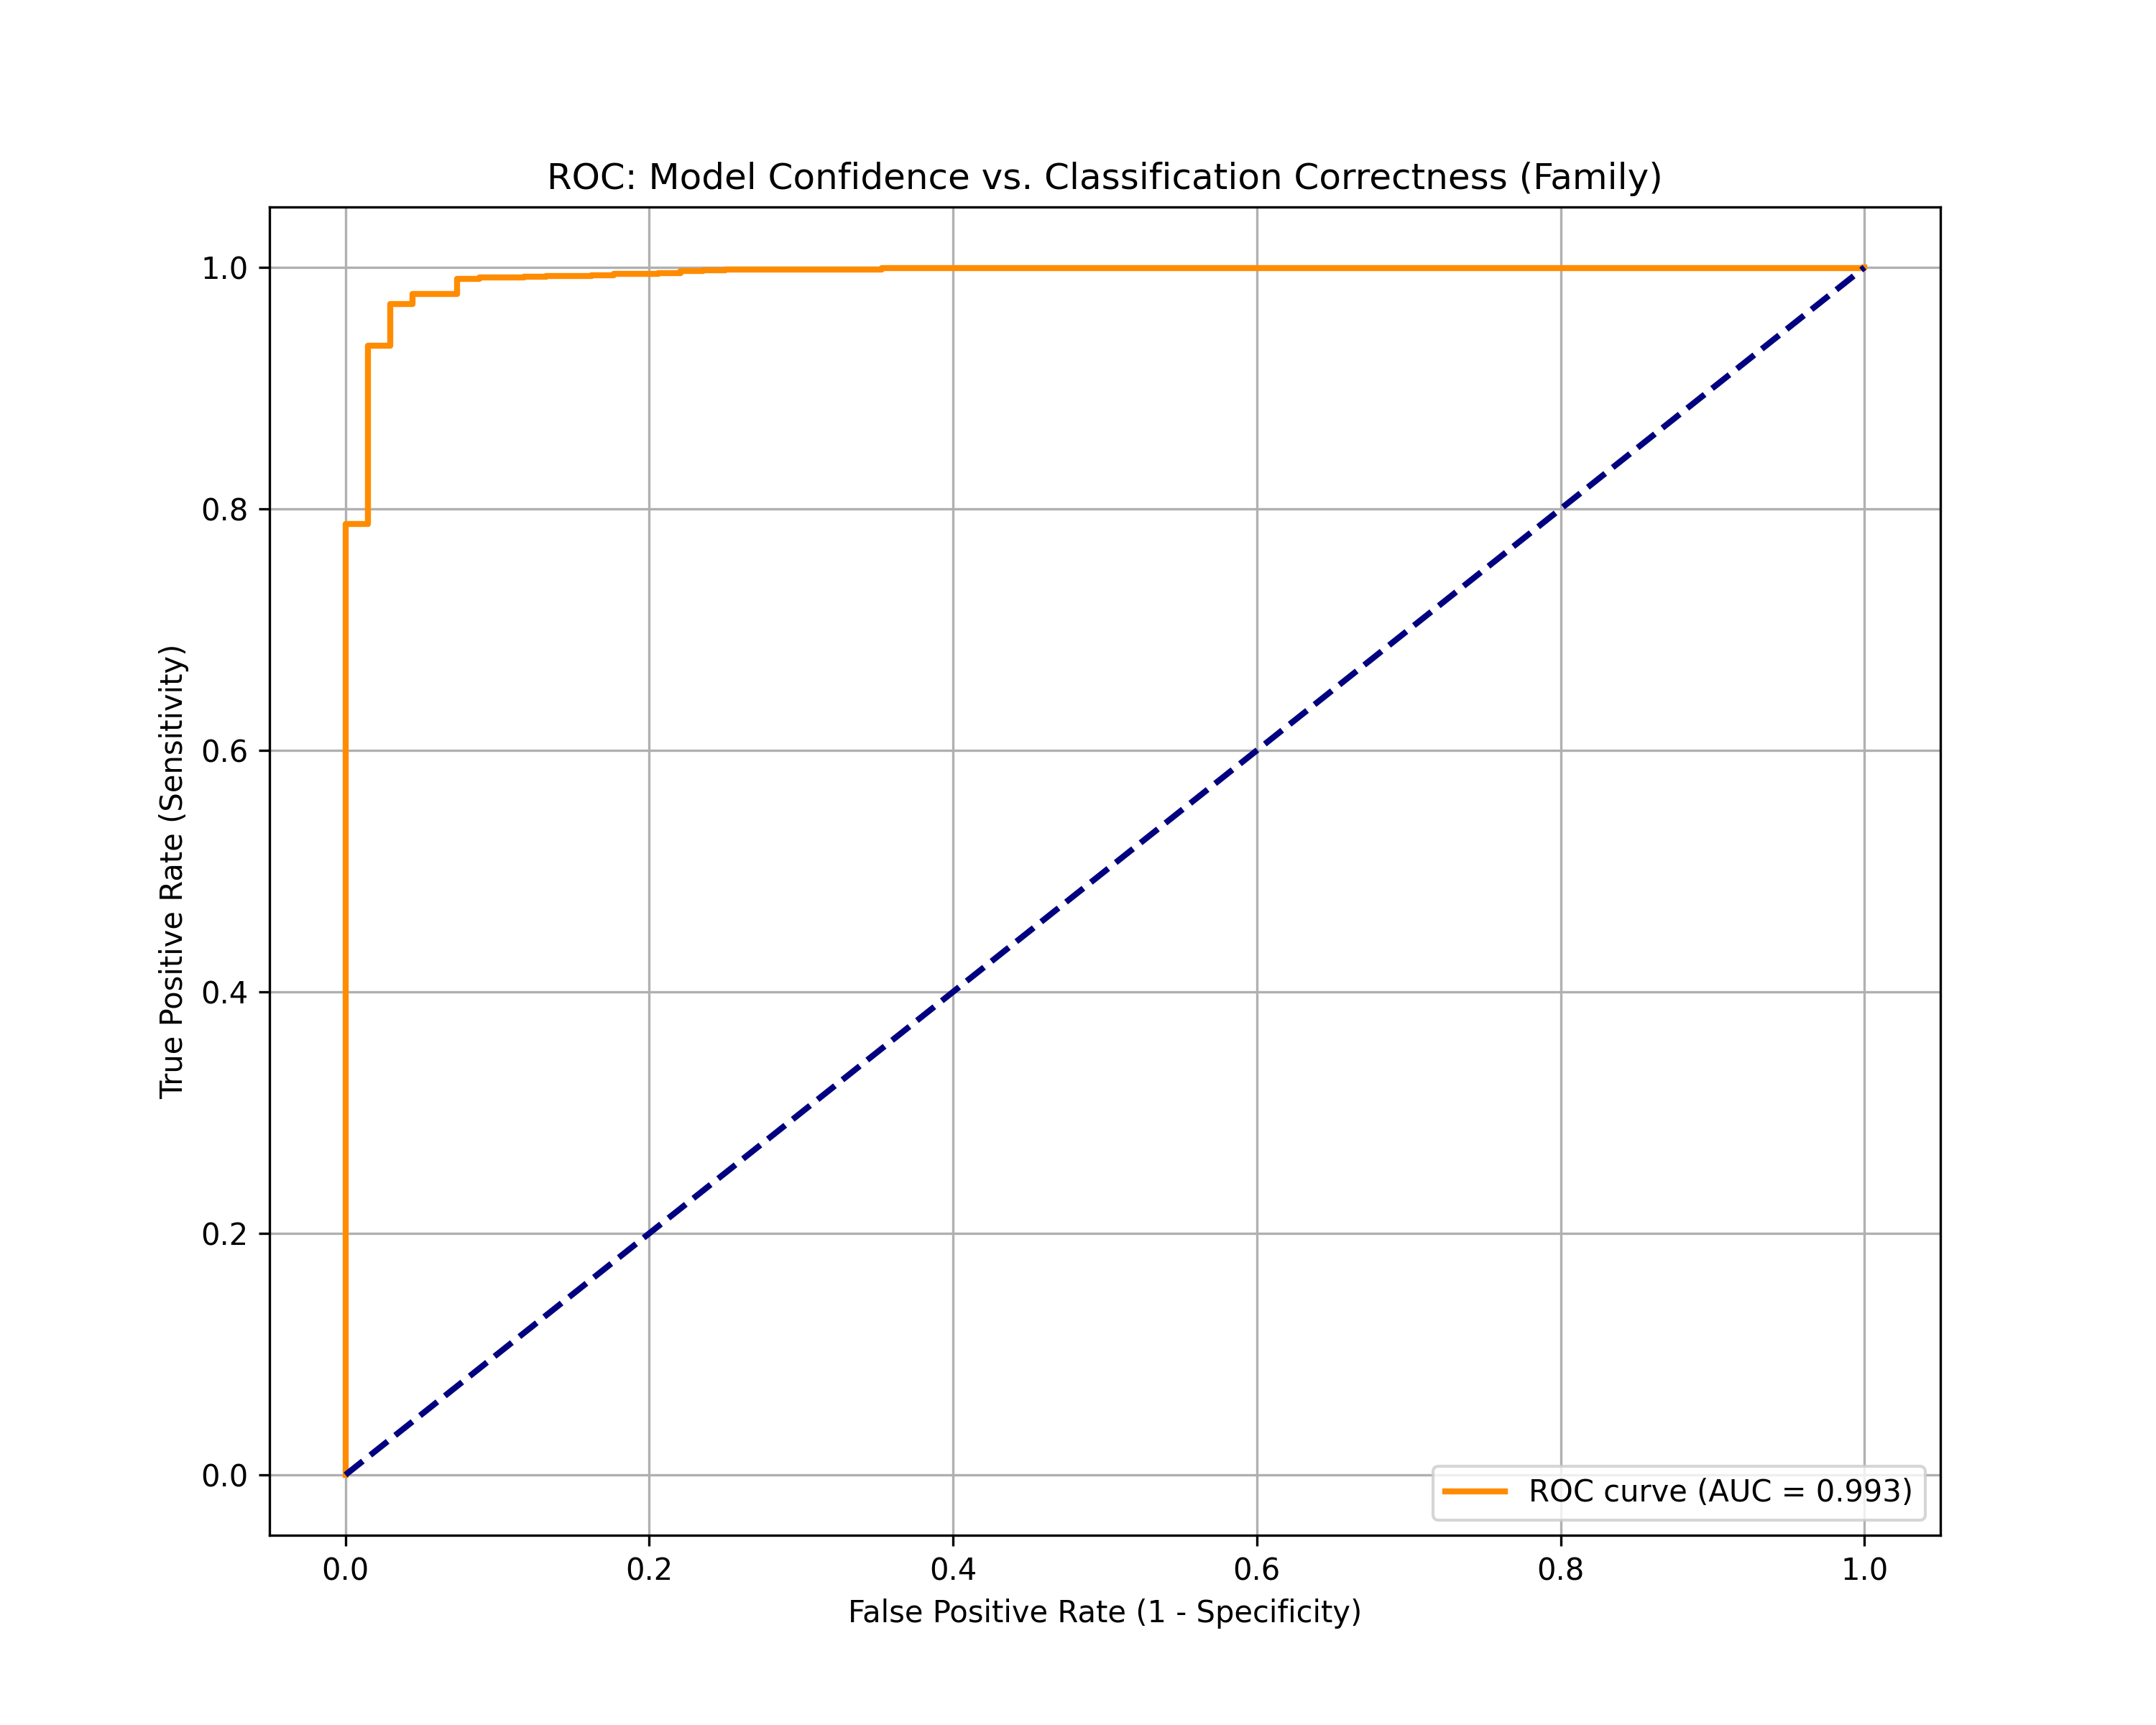 ROC: Model Confidence vs. Classification Correctness (Family)
True Positive Rate (Sensitivity)
1.0
0.8
0.6
0.4
0.2
0.0
ROC curve (AUC = 0.993)
0.0 0.2 0.4 0.6 0.8 1.0
False Positive Rate (1 - Specificity)